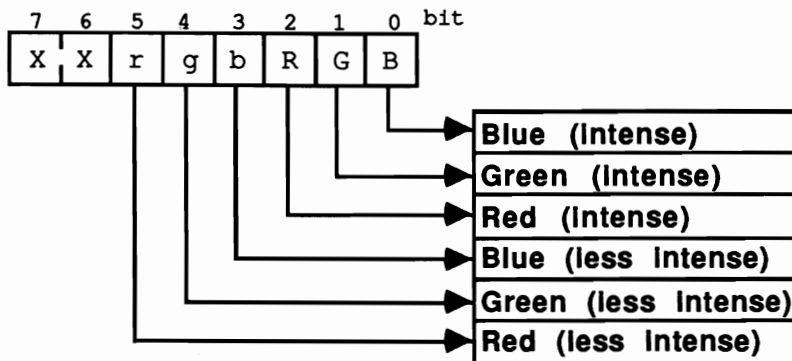 7 6 5 4 3 2 1 0 bit
X X r g b R G B
Blue (intense)
Green (intense)
Red (intense)
Blue (less intense)
Green (less intense)
Red (less intense)